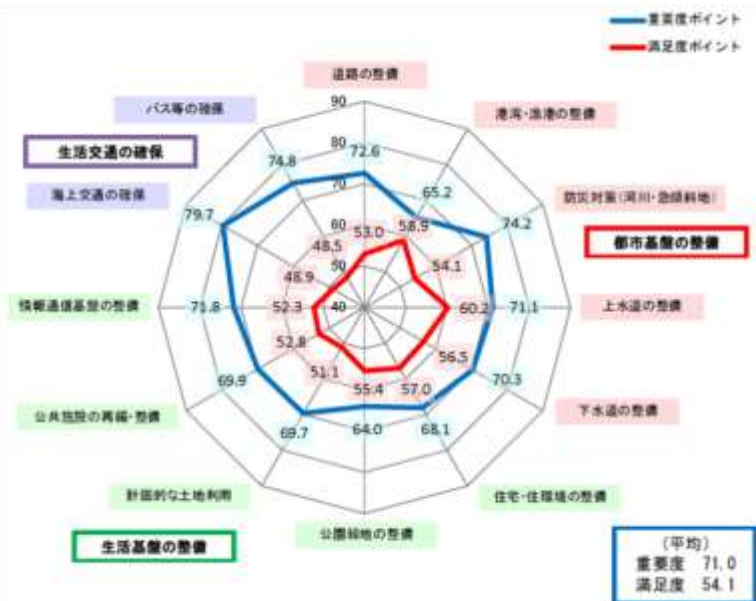 重要度ポイント
満足度ポイント
道路の整備
バス等の確保
港湾・漁港の整備
生活交通の確保
海上交通の確保
防災対策(河川・急傾斜地)
都市基盤の整備
情報通信基盤の整備
上水道の整備
公共施設の再編・整備
下水道の整備
計画的な土地利用
住宅・住環境の整備
公園緑地の整備
生活基盤の整備
90
80
70
60
50
40
72.6
65.2
74.2
71.1
70.3
68.1
64.0
69.7
69.9
71.8
79.7
74.8
53.0
58.9
54.1
60.2
56.5
57.0
55.4
51.1
52.8
52.3
48.9
48.5
(平均)
重要度 71.0
満足度 54.1